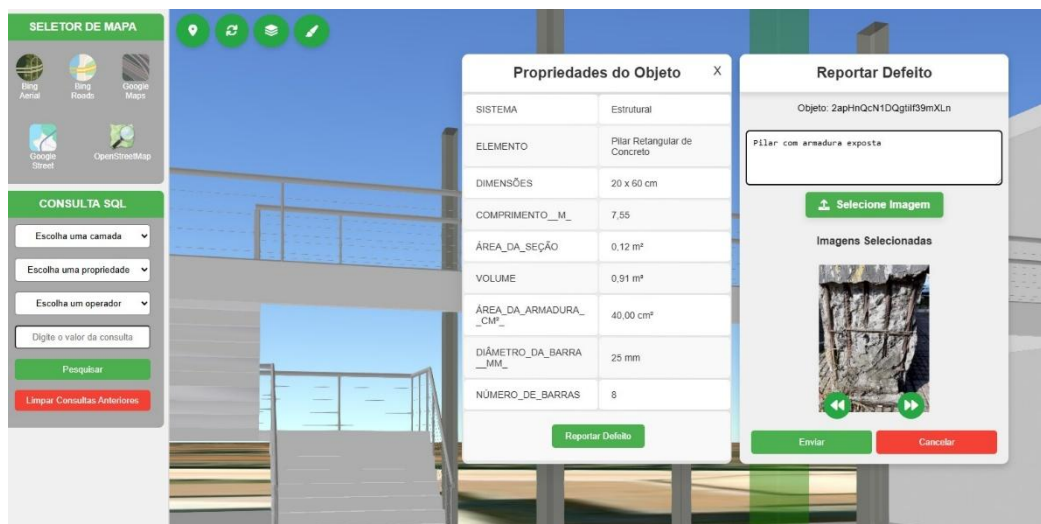 SELETOR DE MAPA
Bing
Aerial
Bing
Roads
Google
Maps
Google
Street
OpenStreetMap
CONSULTA SQL
Escolha uma camada
Escolha uma propriedade
Escolha um operador
Digite o valor da consulta
Pesquisar
Limpar Consultas Anteriores
Propriedades do Objeto X
SISTEMA Estrutural
ELEMENTO Pilar Retangular de
Concreto
DIMENSÕES 20 x 60 cm
COMPRIMENTO__M_ 7,55
ÁREA_DA_SEÇÃO 0,12 m²
VOLUME 0,91 m³
ÁREA_DA_ARMADURA_
_CM²_ 40,00 cm²
DIÂMETRO_DA_BARRA
__MM_ 25 mm
NÚMERO_DE_BARRAS 8
Reportar Defeito
Reportar Defeito
Objeto: 2apHnQcN1DQgtiIf39mXLn
Pilar com armadura exposta
Selecione Imagem
Imagens Selecionadas
Enviar
Cancelar